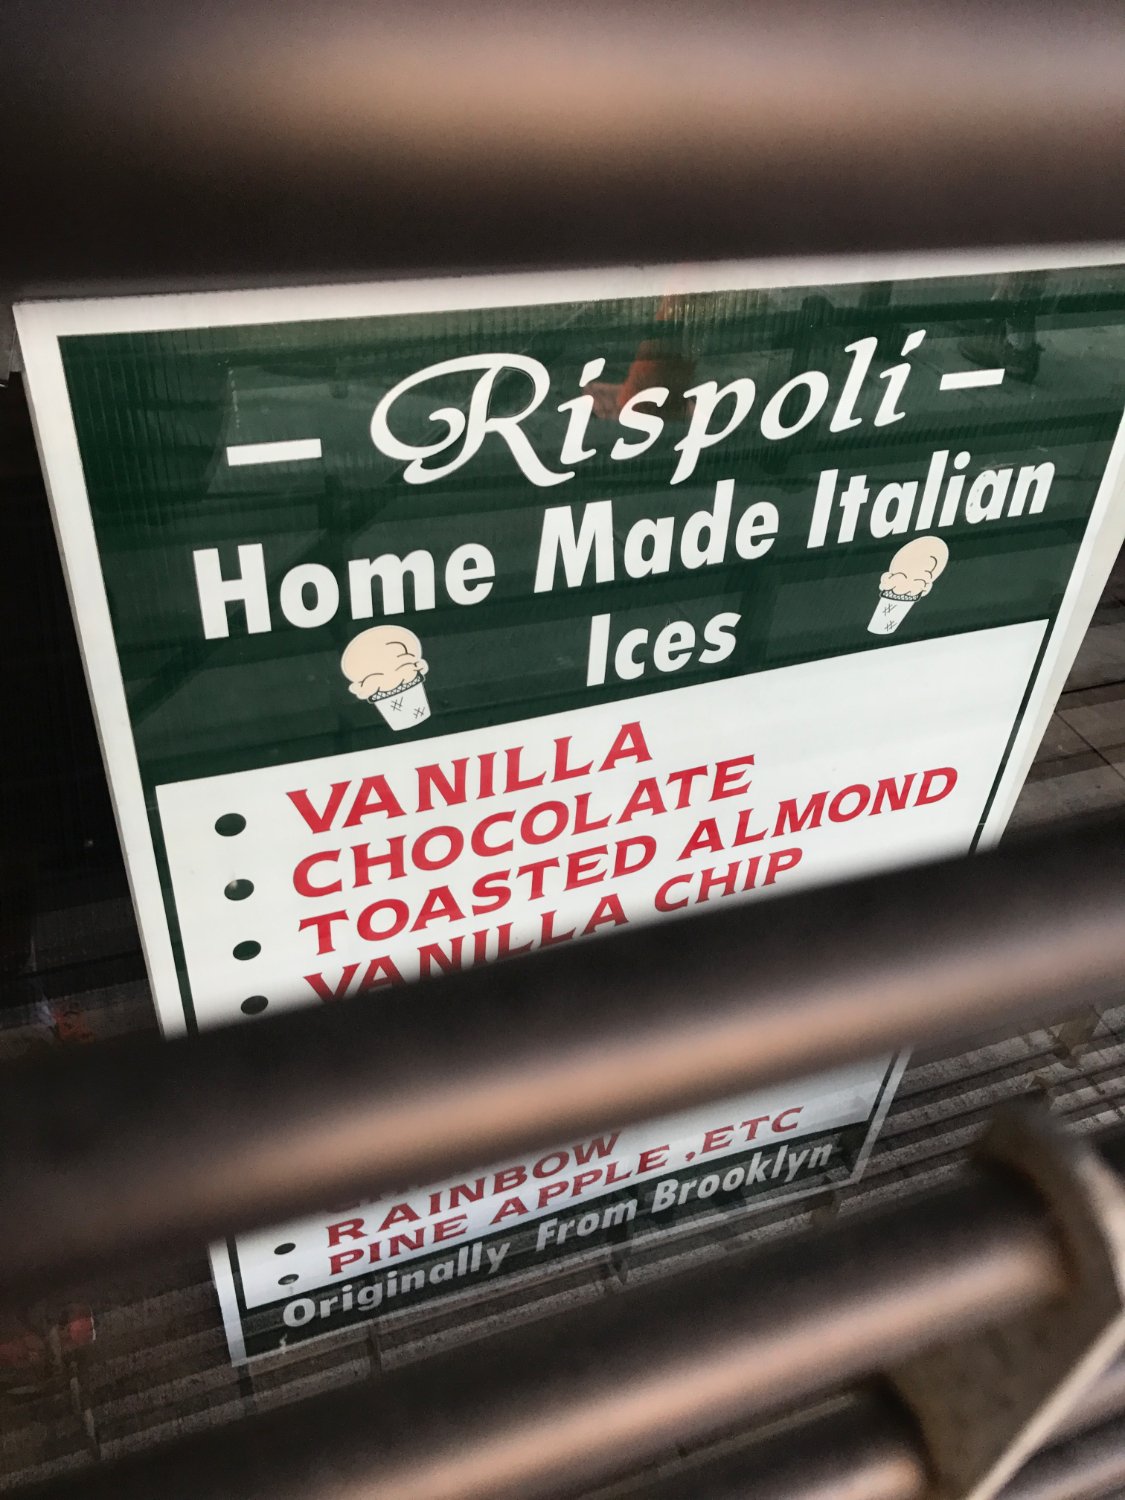 – Rispoli –
Home Made Italian
Ices
• VANILLA
• CHOCOLATE
• TOASTED ALMOND
• VANILLA CHIP
• RAINBOW
• PINE APPLE, ETC
Originally From Brooklyn